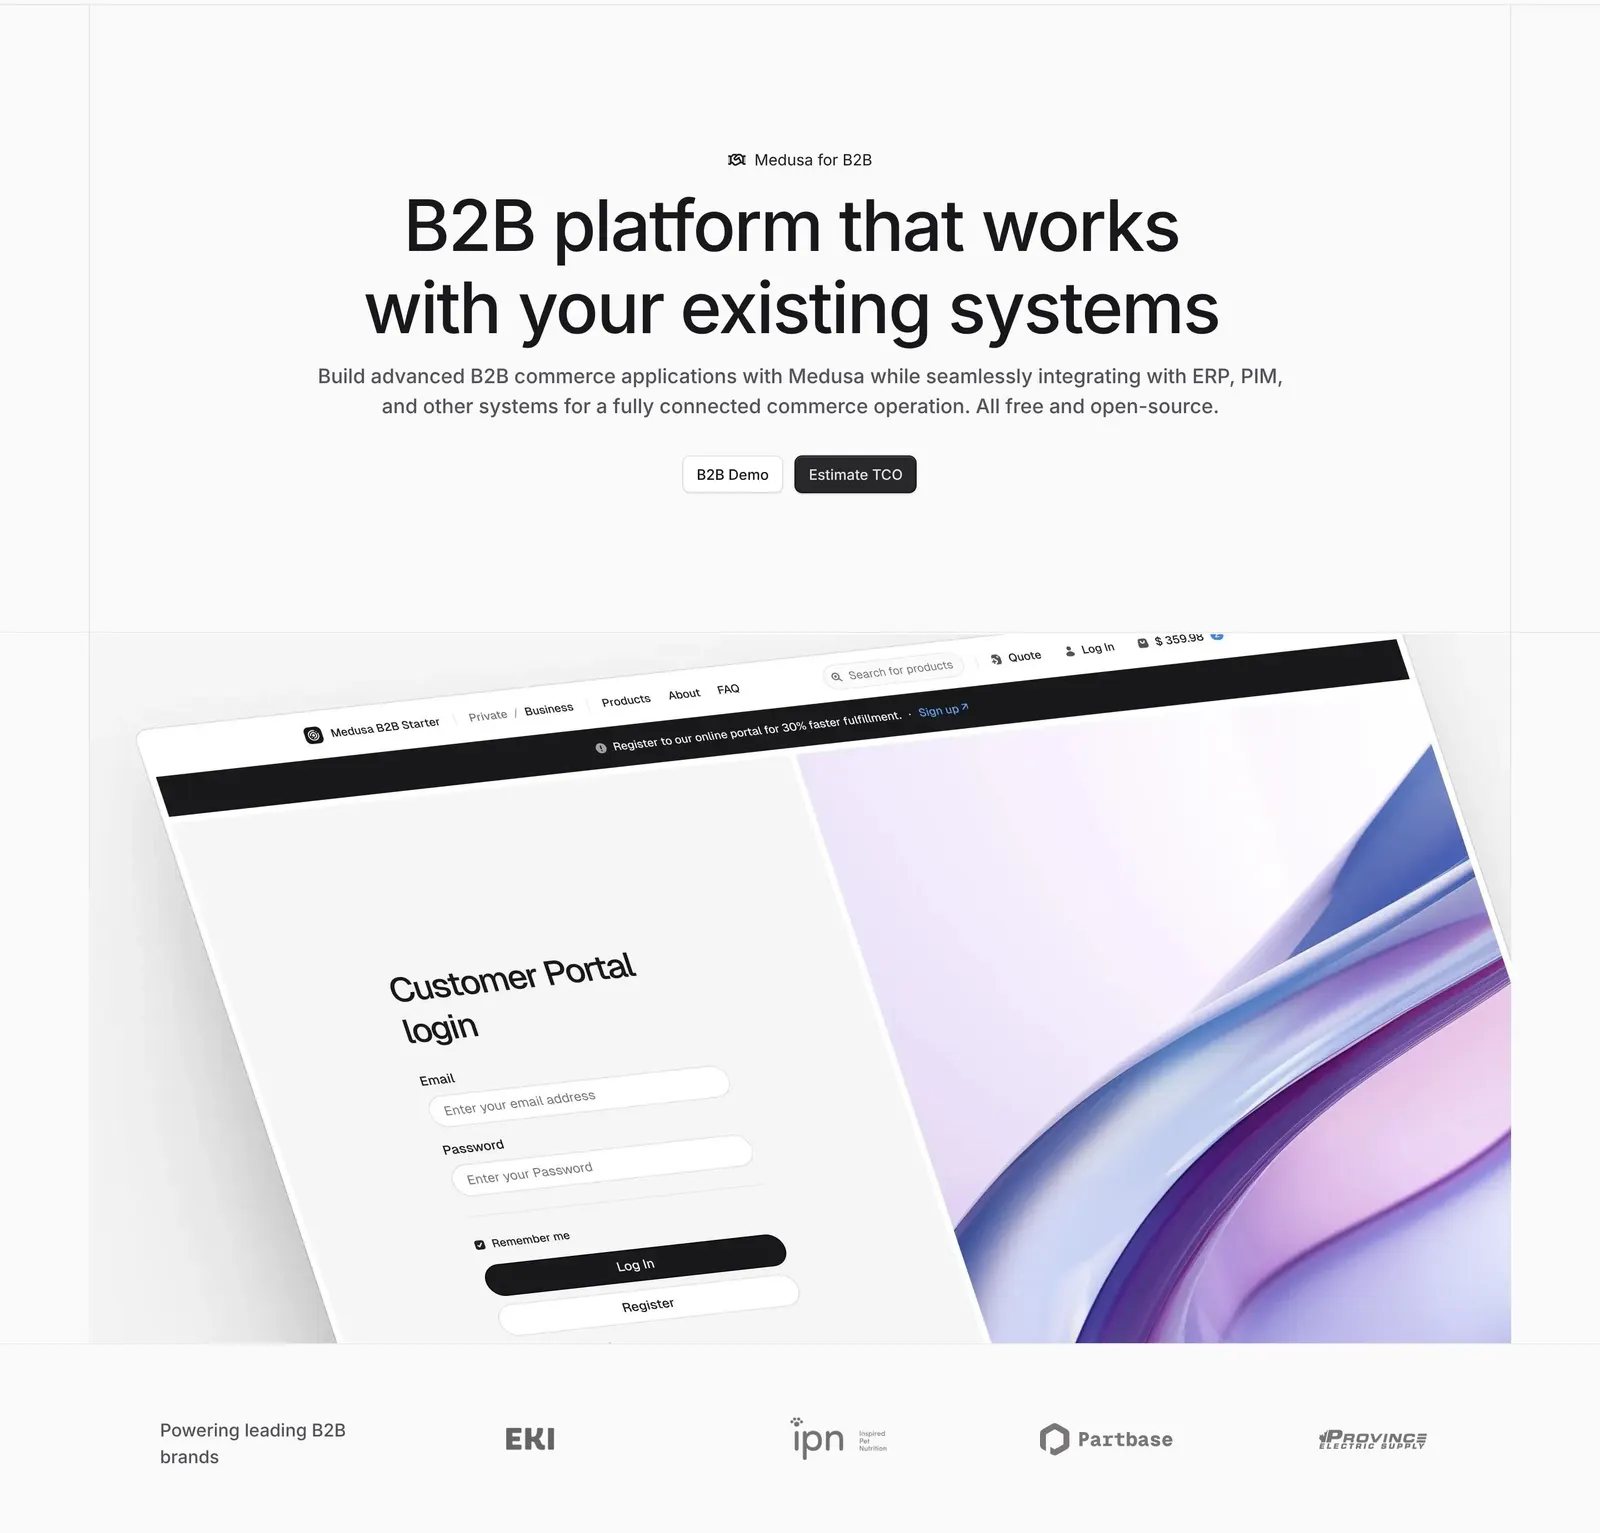 Medusa for B2B
B2B platform that works
with your existing systems
Build advanced B2B commerce applications with Medusa while seamlessly integrating with ERP, PIM,
and other systems for a fully connected commerce operation. All free and open-source.
B2B Demo
Estimate TCO
Medusa B2B Starter
Private / Business
Products
About
FAQ
Search for products
Quote
Log In
$ 359.98
Register to our online portal for 30% faster fulfillment. · Sign up
Customer Portal
login
Email
Enter your email address
Password
Enter your Password
Remember me
Log In
Register
Powering leading B2B
brands
EKI
ipn
Inspired
Pet
Nutrition
Partbase
PROVINCE
ELECTRIC SUPPLY